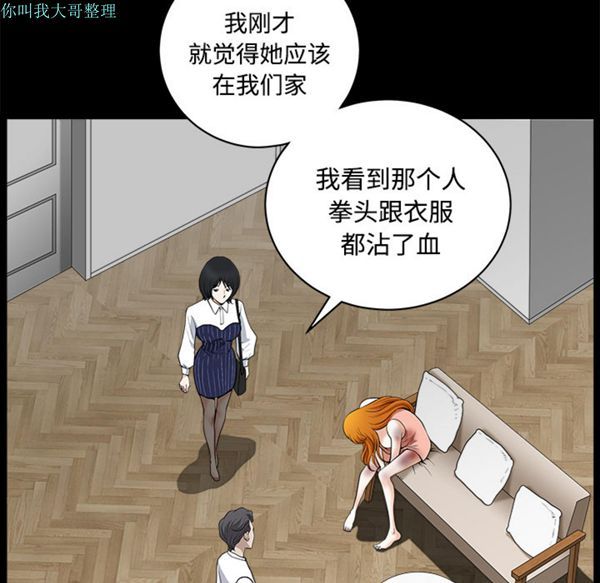 你叫我大哥整理
我刚才
就觉得她应该
在我们家
我看到那个人
拳头跟衣服
都沾了血